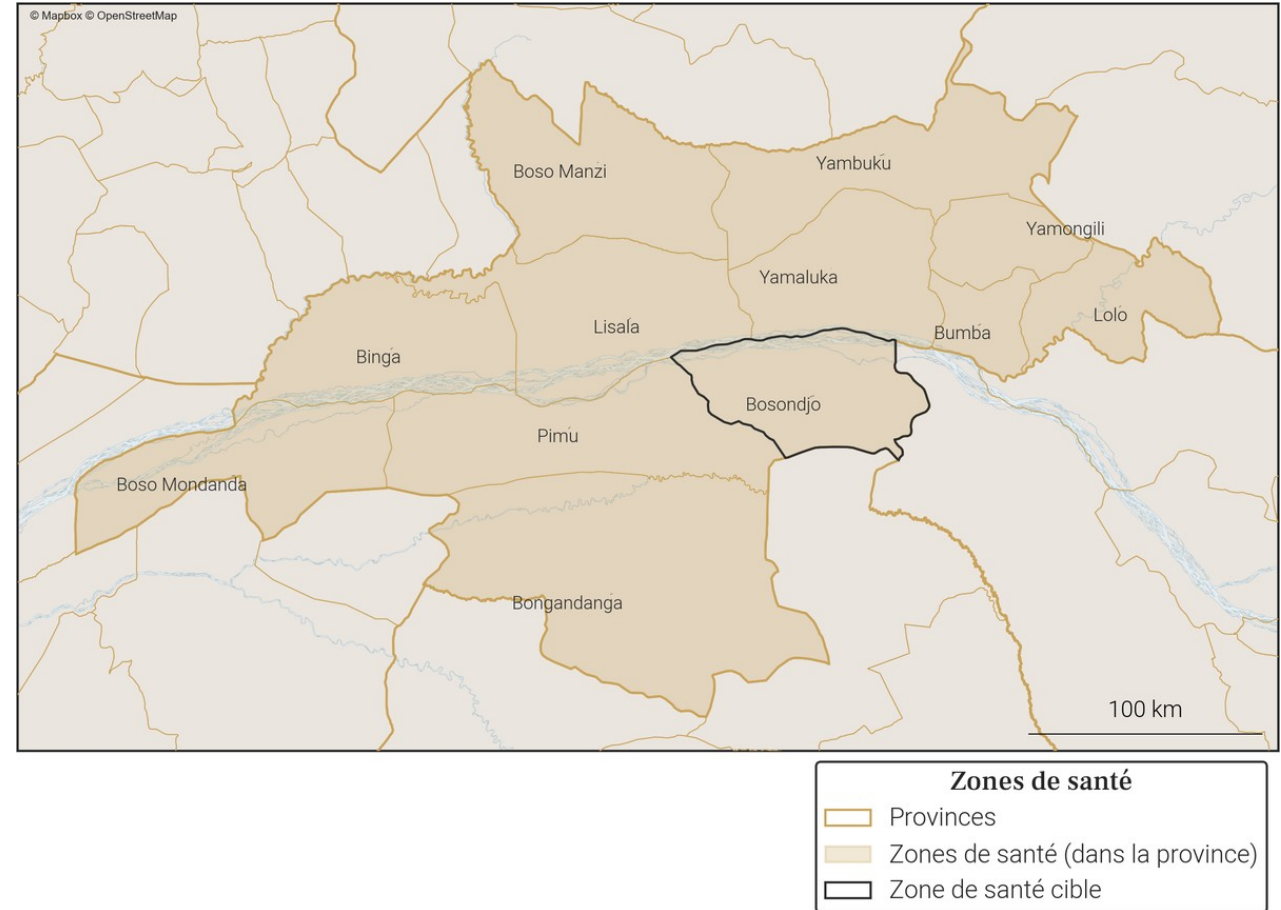 © Mapbox © OpenStreetMap
Boso Manzi
Yambuku
Yamongili
Yamaluka
Lolo
Lisala
Bumba
Binga
Bosondjo
Pimu
Boso Mondanda
Bongandanga
100 km
Zones de santé
Provinces
Zones de santé (dans la province)
Zone de santé cible